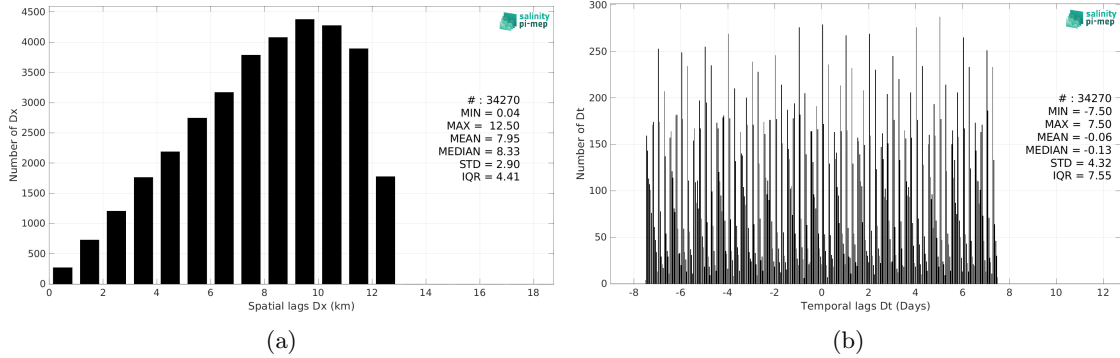 4500
4000
3500
3000
2500
2000
1500
1000
500
0
Number of Dx
0 2 4 6 8 10 12 14 16 18
Spatial lags Dx (km)
salinity
pi-mep
# : 34270
MIN = 0.04
MAX = 12.50
MEAN = 7.95
MEDIAN = 8.33
STD = 2.90
IQR = 4.41
(a)
300
250
200
150
100
50
0
Number of Dt
-8 -6 -4 -2 0 2 4 6 8 10 12
Temporal lags Dt (Days)
salinity
pi-mep
# : 34270
MIN = -7.50
MAX = 7.50
MEAN = -0.06
MEDIAN = -0.13
STD = 4.32
IQR = 7.55
(b)